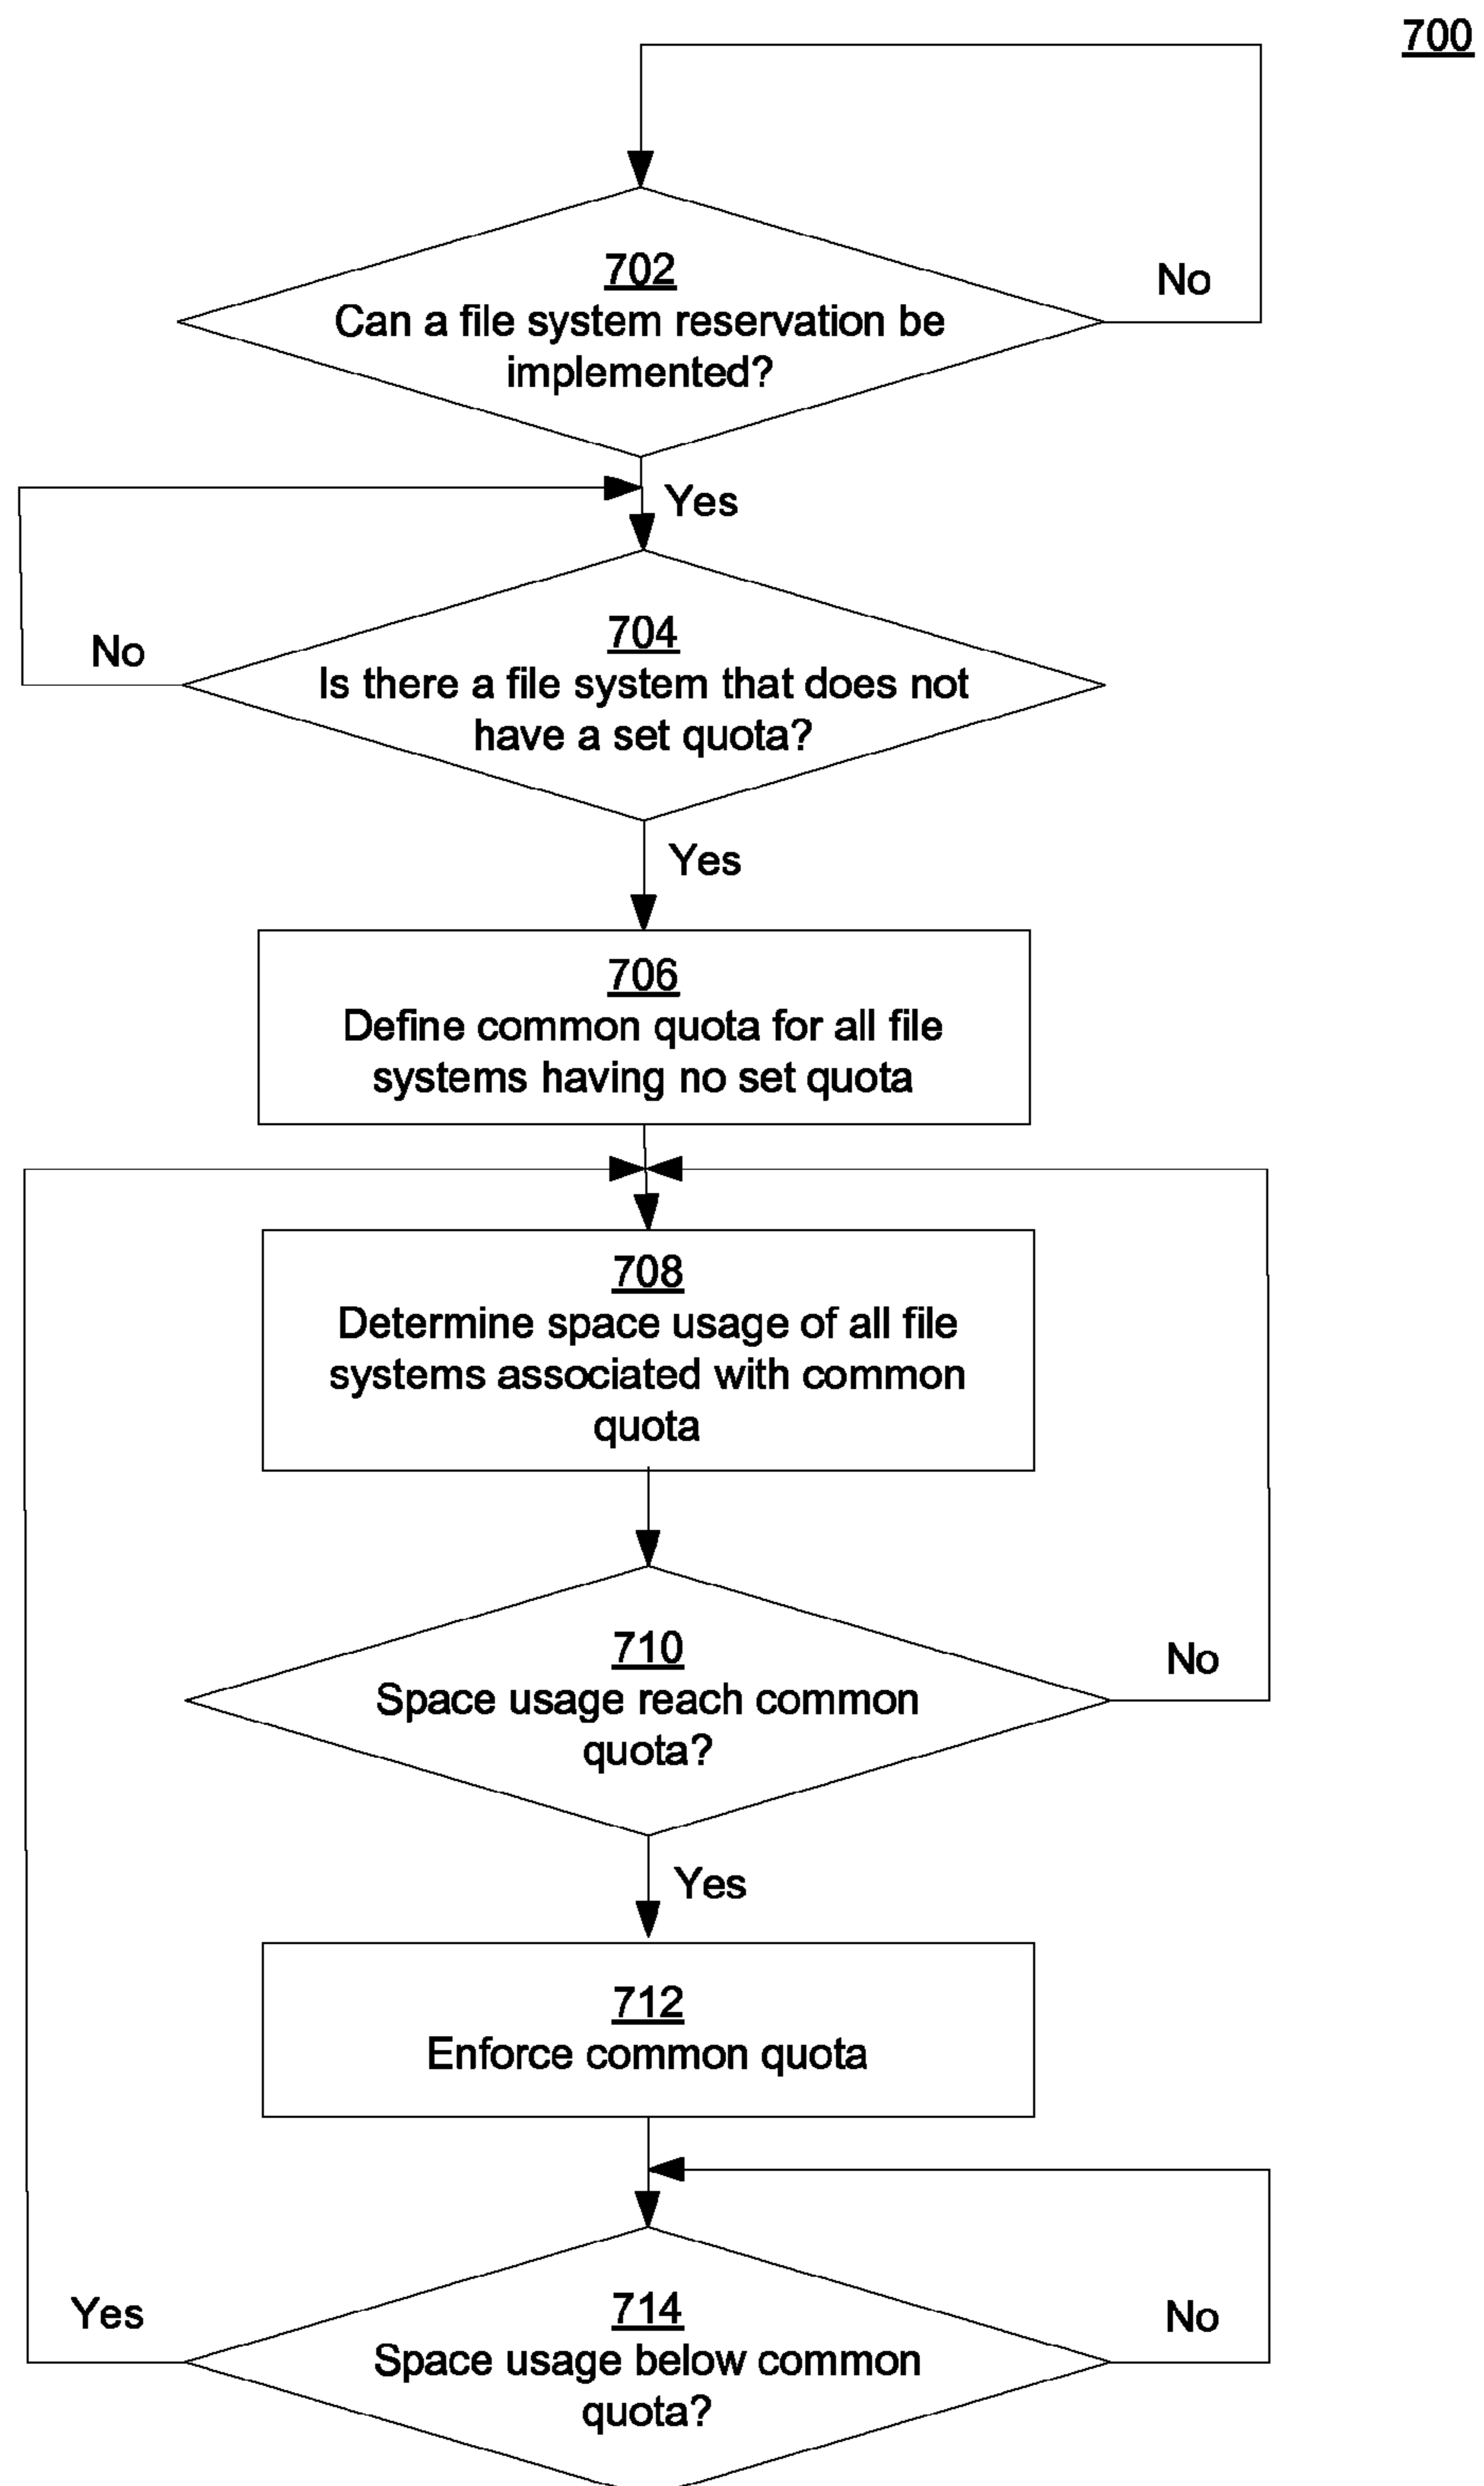 700
702
Can a file system reservation be
implemented?
No
Yes
704
Is there a file system that does not
have a set quota?
No
Yes
706
Define common quota for all file
systems having no set quota
708
Determine space usage of all file
systems associated with common
quota
710
Space usage reach common
quota?
No
Yes
712
Enforce common quota
714
Space usage below common
quota?
Yes
No